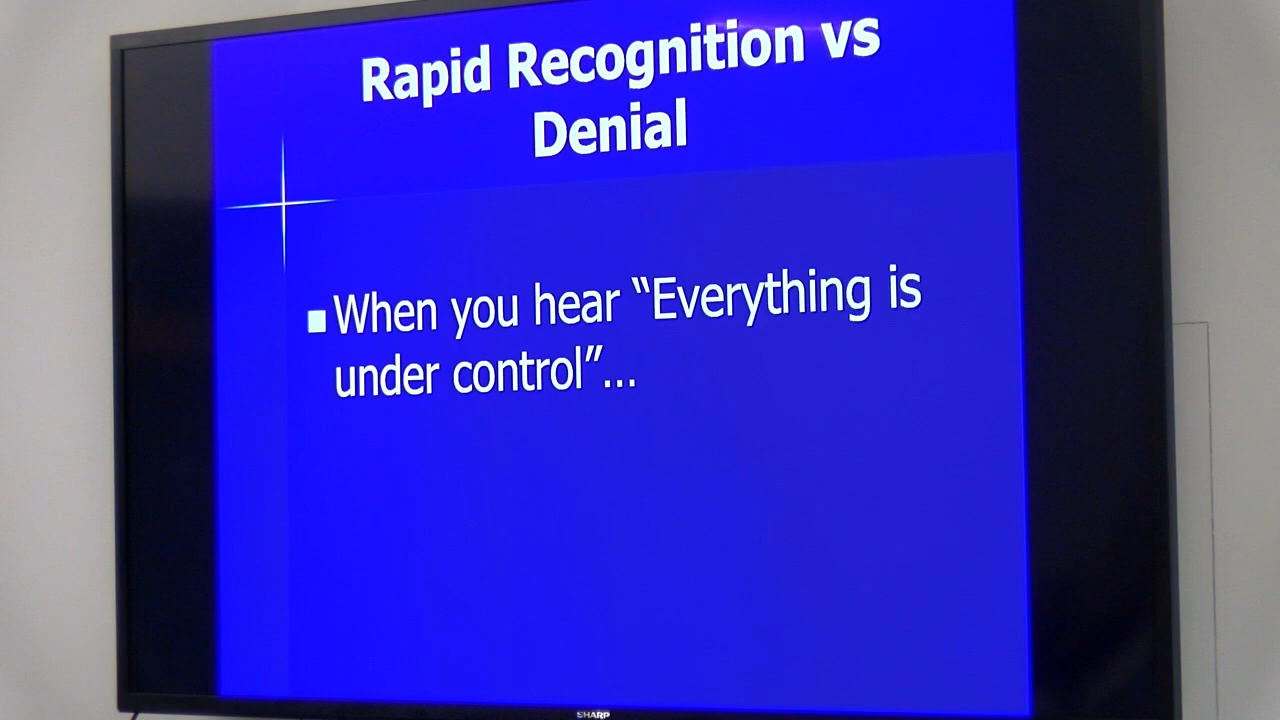 Rapid Recognition vs
Denial
When you hear “Everything is
under control”...
SHARP